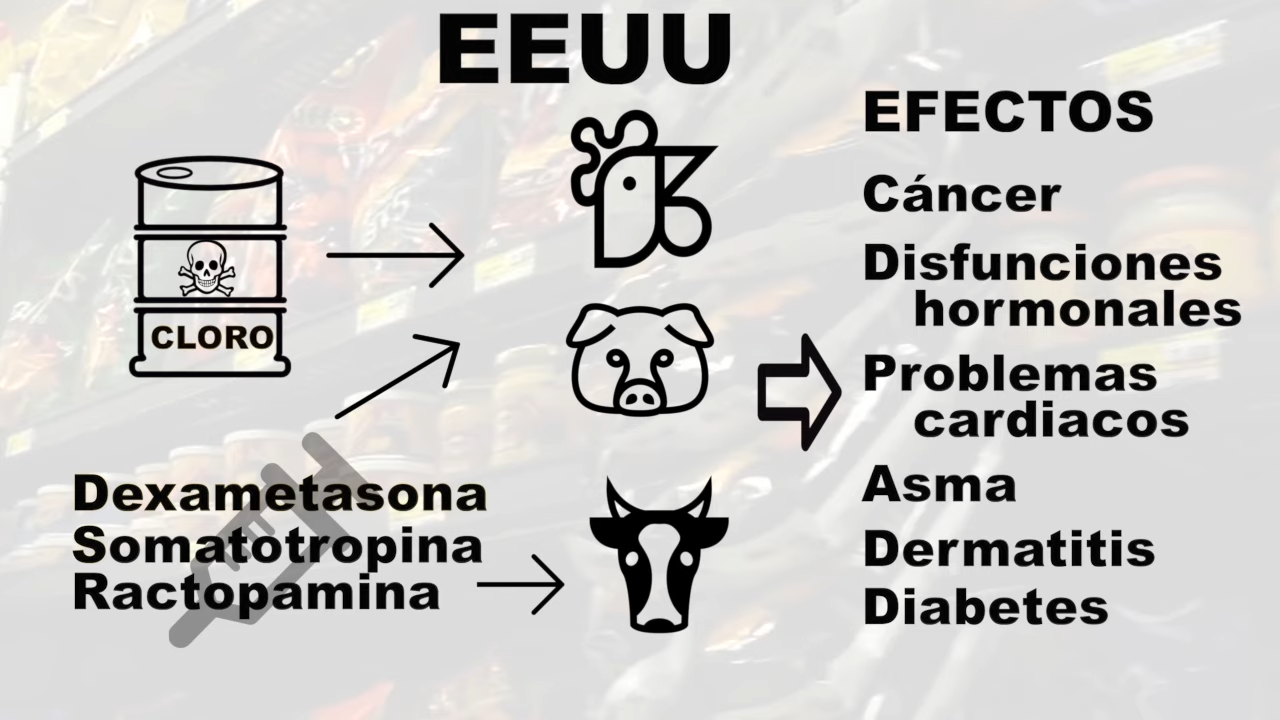 EEUU
CLORO
Dexametasona
Somatotropina
Ractopamina
EFECTOS
Cáncer
Disfunciones
hormonales
Problemas
cardiacos
Asma
Dermatitis
Diabetes